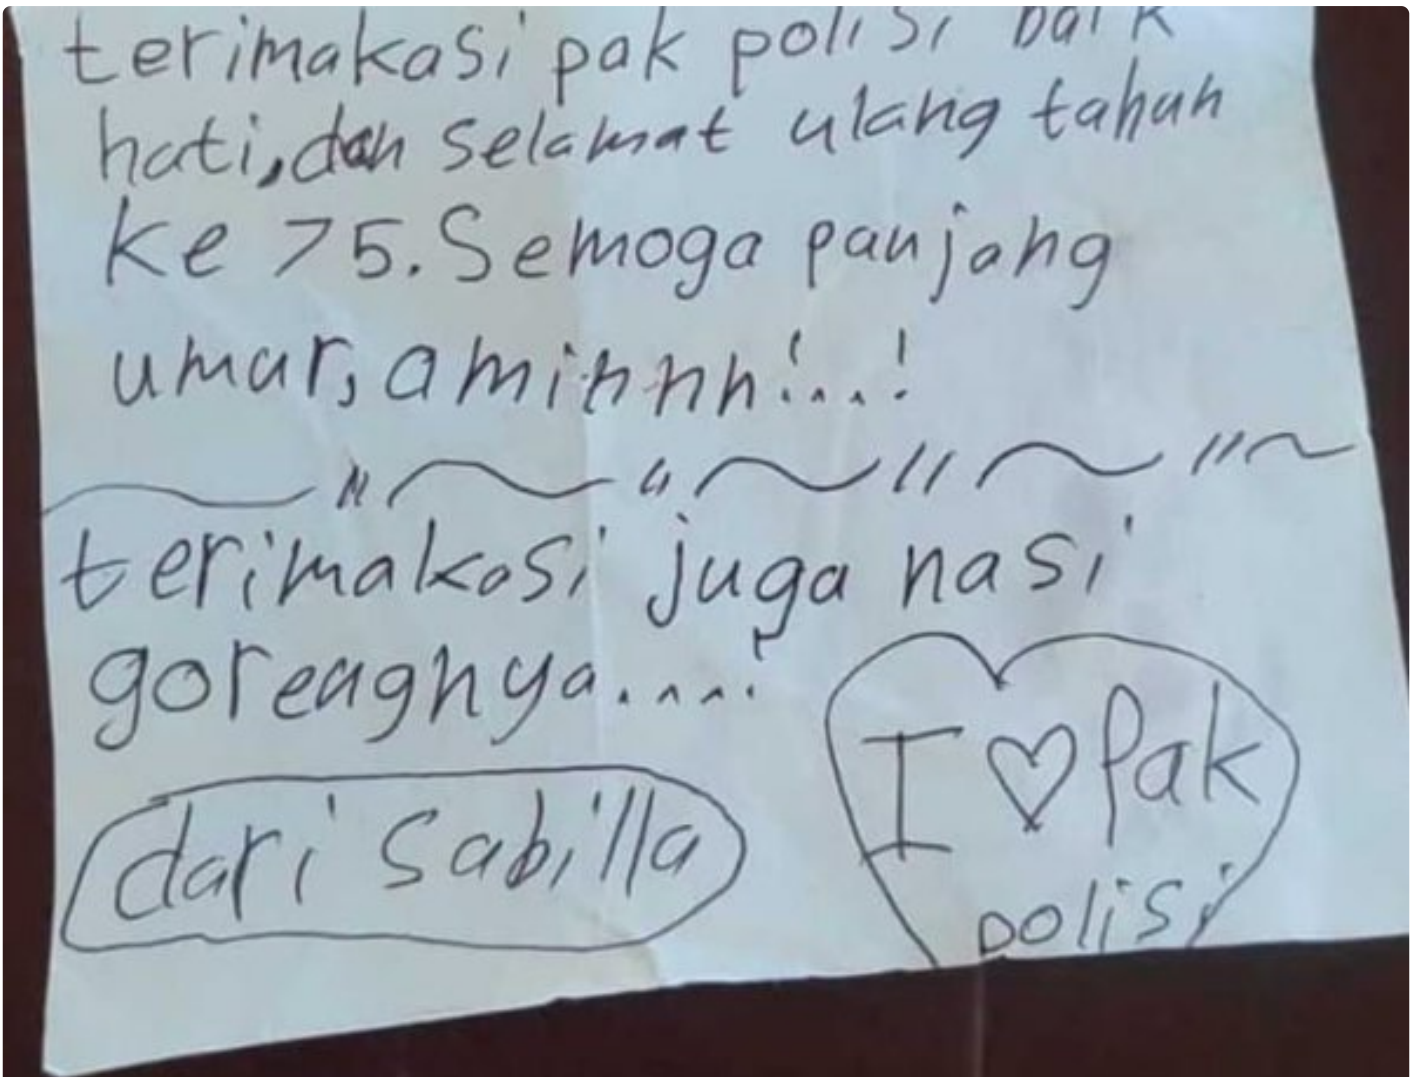 terimakasi pak polisi baik
hati, dan selamat ulang tahun
ke 75. Semoga panjang
umur, aminnnn!...!
terimakasi juga nasi
goreagnya....!
dari Sabilla
I ♡ Pak
polisi